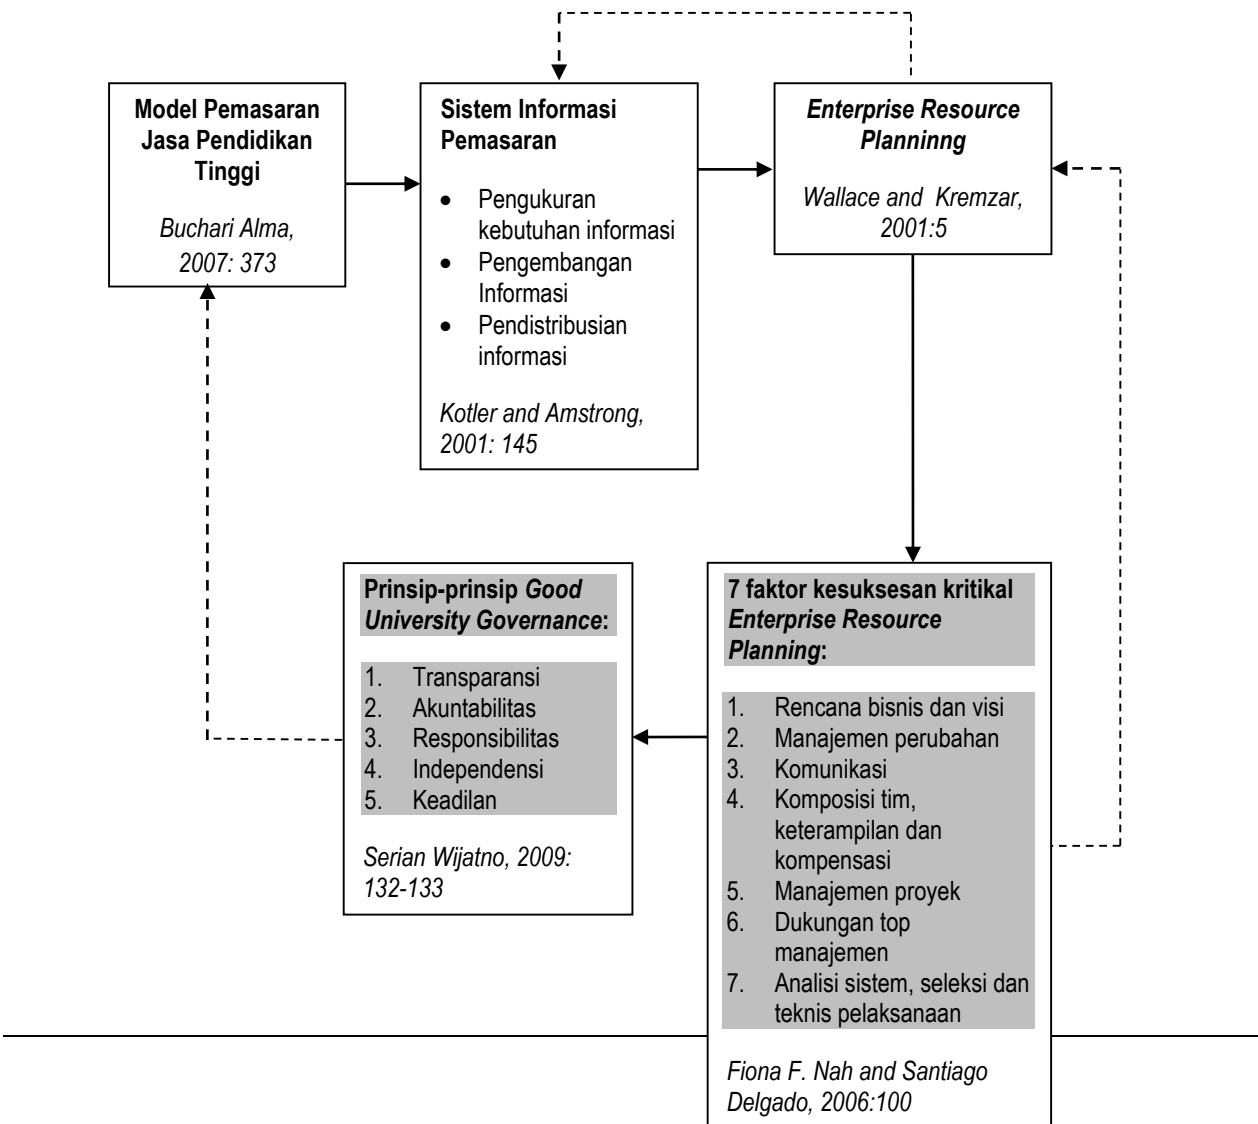 Model Pemasaran
Jasa Pendidikan
Tinggi
Buchari Alma,
2007: 373
Sistem Informasi
Pemasaran
• Pengukuran
kebutuhan informasi
• Pengembangan
Informasi
• Pendistribusian
informasi
Kotler and Amstrong,
2001: 145
Enterprise Resource
Planninng
Wallace and Kremzar,
2001:5
Prinsip-prinsip Good
University Governance:
1. Transparansi
2. Akuntabilitas
3. Responsibilitas
4. Independensi
5. Keadilan
Serian Wijatno, 2009:
132-133
7 faktor kesuksesan kritikal
Enterprise Resource
Planning:
1. Rencana bisnis dan visi
2. Manajemen perubahan
3. Komunikasi
4. Komposisi tim,
keterampilan dan
kompensasi
5. Manajemen proyek
6. Dukungan top
manajemen
7. Analisi sistem, seleksi dan
teknis pelaksanaan
Fiona F. Nah and Santiago
Delgado, 2006:100